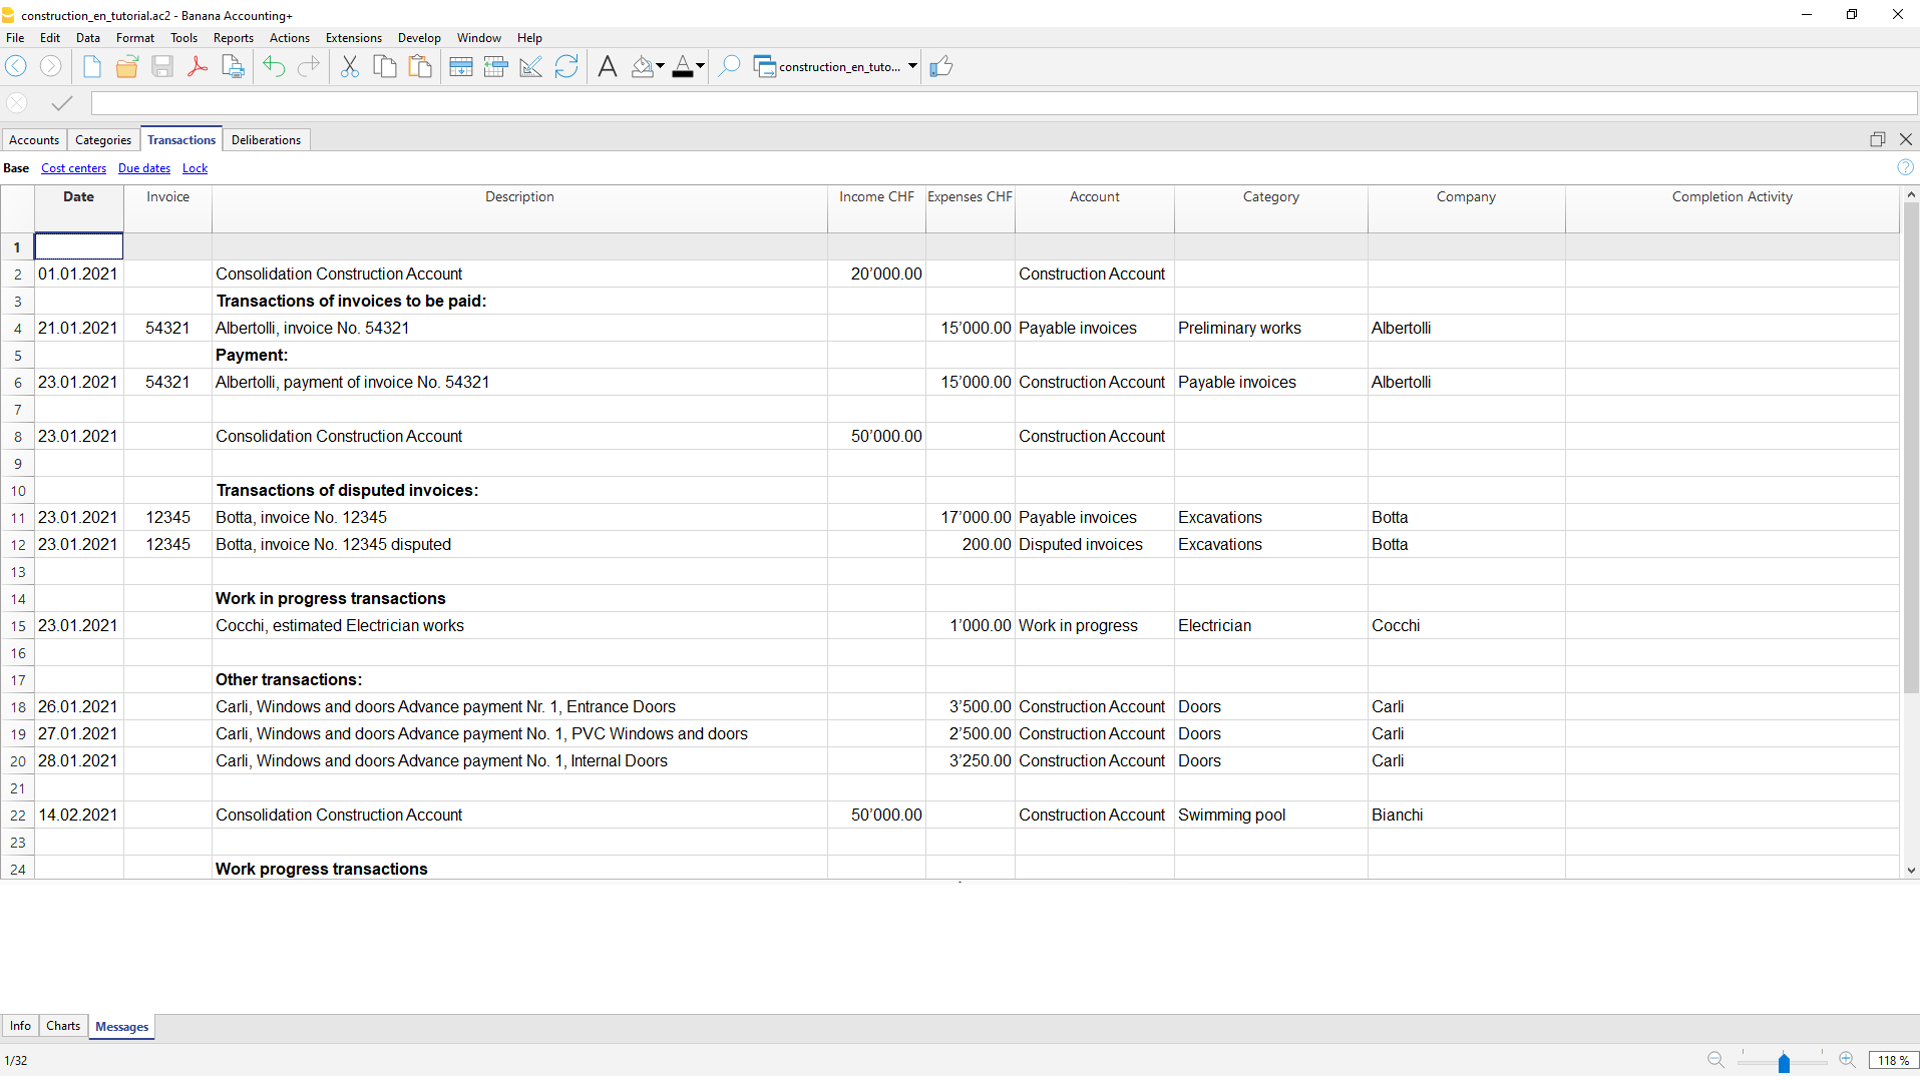 construction_en_tutorial.ac2 - Banana Accounting+
File Edit Data Format Tools Reports Actions Extensions Develop Window Help
construction_en_tuto...
Accounts Categories Transactions Deliberations
Base Cost centers Due dates Lock
Date Invoice Description Income CHF Expenses CHF Account Category Company Completion Activity
1
2 01.01.2021 Consolidation Construction Account 20’000.00 Construction Account
3 Transactions of invoices to be paid:
4 21.01.2021 54321 Albertolli, invoice No. 54321 15’000.00 Payable invoices Preliminary works Albertolli
5 Payment:
6 23.01.2021 54321 Albertolli, payment of invoice No. 54321 15’000.00 Construction Account Payable invoices Albertolli
7
8 23.01.2021 Consolidation Construction Account 50’000.00 Construction Account
9
10 Transactions of disputed invoices:
11 23.01.2021 12345 Botta, invoice No. 12345 17’000.00 Payable invoices Excavations Botta
12 23.01.2021 12345 Botta, invoice No. 12345 disputed 200.00 Disputed invoices Excavations Botta
13
14 Work in progress transactions
15 23.01.2021 Cocchi, estimated Electrician works 1’000.00 Work in progress Electrician Cocchi
16
17 Other transactions:
18 26.01.2021 Carli, Windows and doors Advance payment Nr. 1, Entrance Doors 3’500.00 Construction Account Doors Carli
19 27.01.2021 Carli, Windows and doors Advance payment No. 1, PVC Windows and doors 2’500.00 Construction Account Doors Carli
20 28.01.2021 Carli, Windows and doors Advance payment No. 1, Internal Doors 3’250.00 Construction Account Doors Carli
21
22 14.02.2021 Consolidation Construction Account 50’000.00 Construction Account Swimming pool Bianchi
23
24 Work progress transactions
Info Charts Messages
1/32 118 %